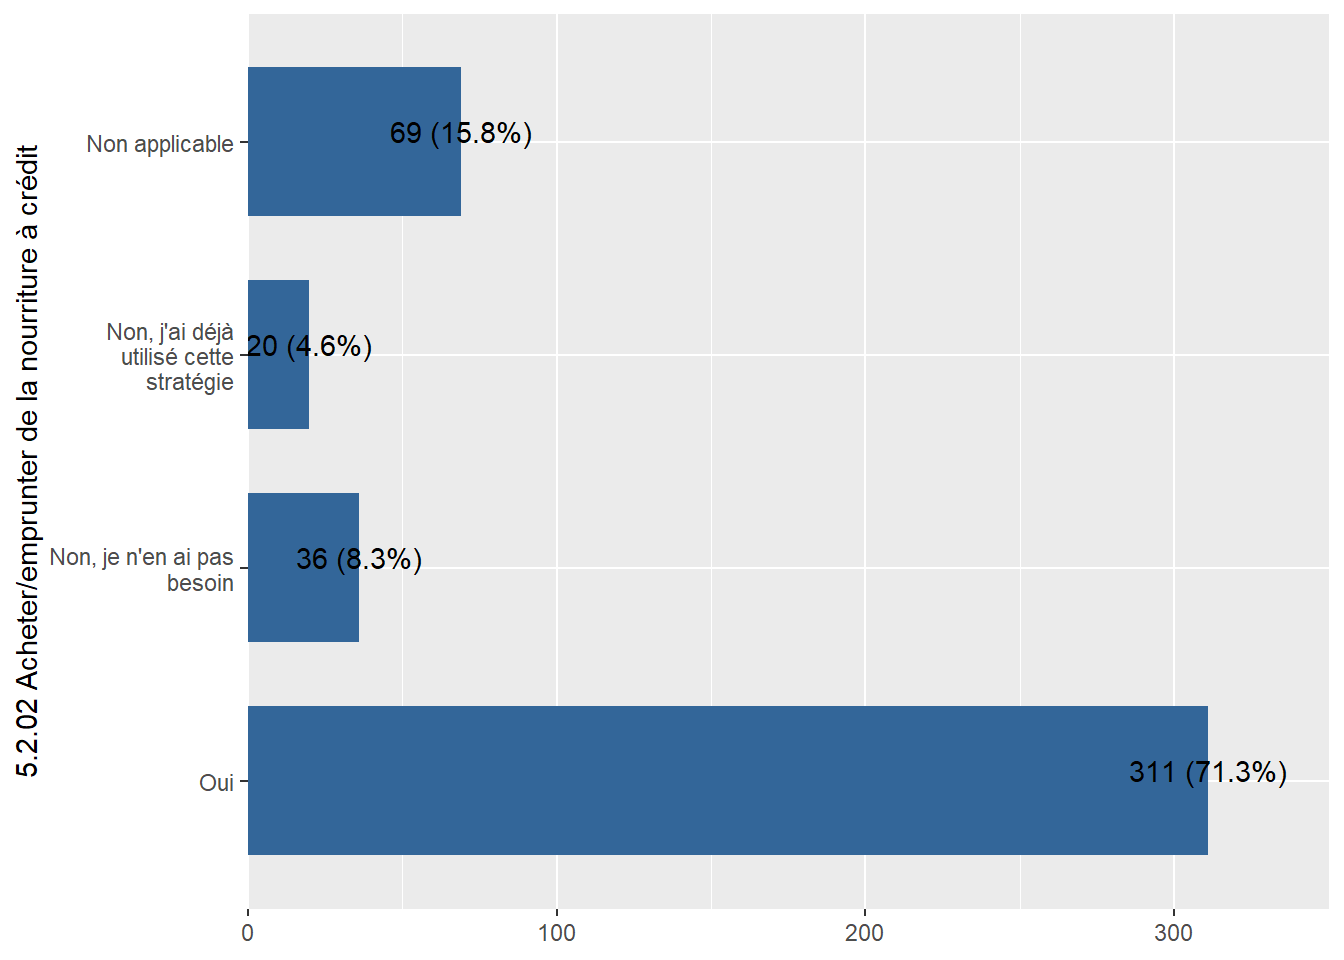 5.2.02 Acheter/emprunter de la nourriture à crédit
Non applicable
69 (15.8%)
Non, j'ai déjà
utilisé cette
stratégie
20 (4.6%)
Non, je n'en ai pas
besoin
36 (8.3%)
Oui
311 (71.3%)
0 100 200 300